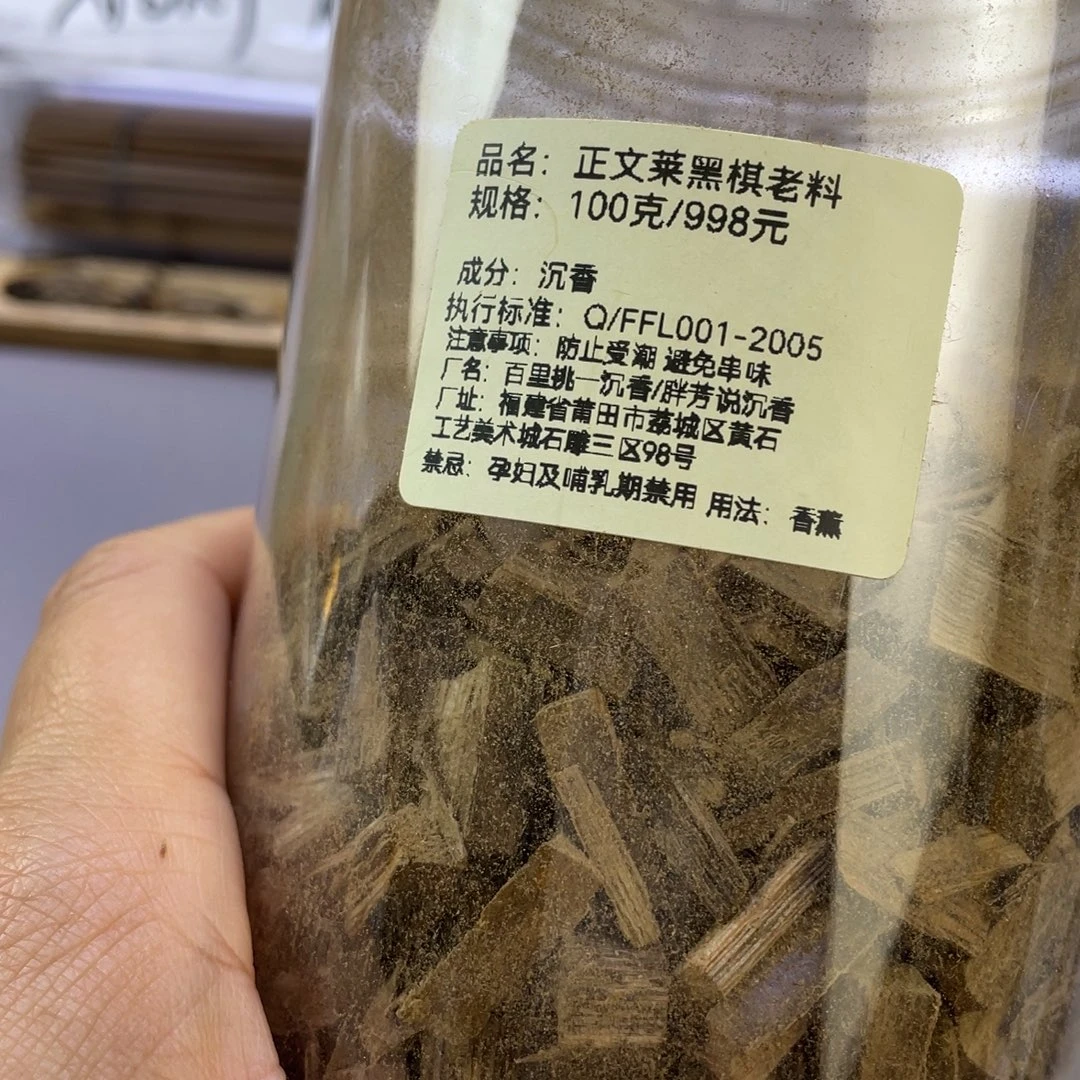 品名：正文莱黑棋老料
规格：100克/998元
成分：沉香
执行标准：Q/FFL001-2005
注意事项：防止受潮 避免串味
厂名：百里挑一沉香/胖芳说沉香
厂址：福建省莆田市荔城区黄石
工艺美术城石雕三区98号
禁忌：孕妇及哺乳期禁用 用法：香薰